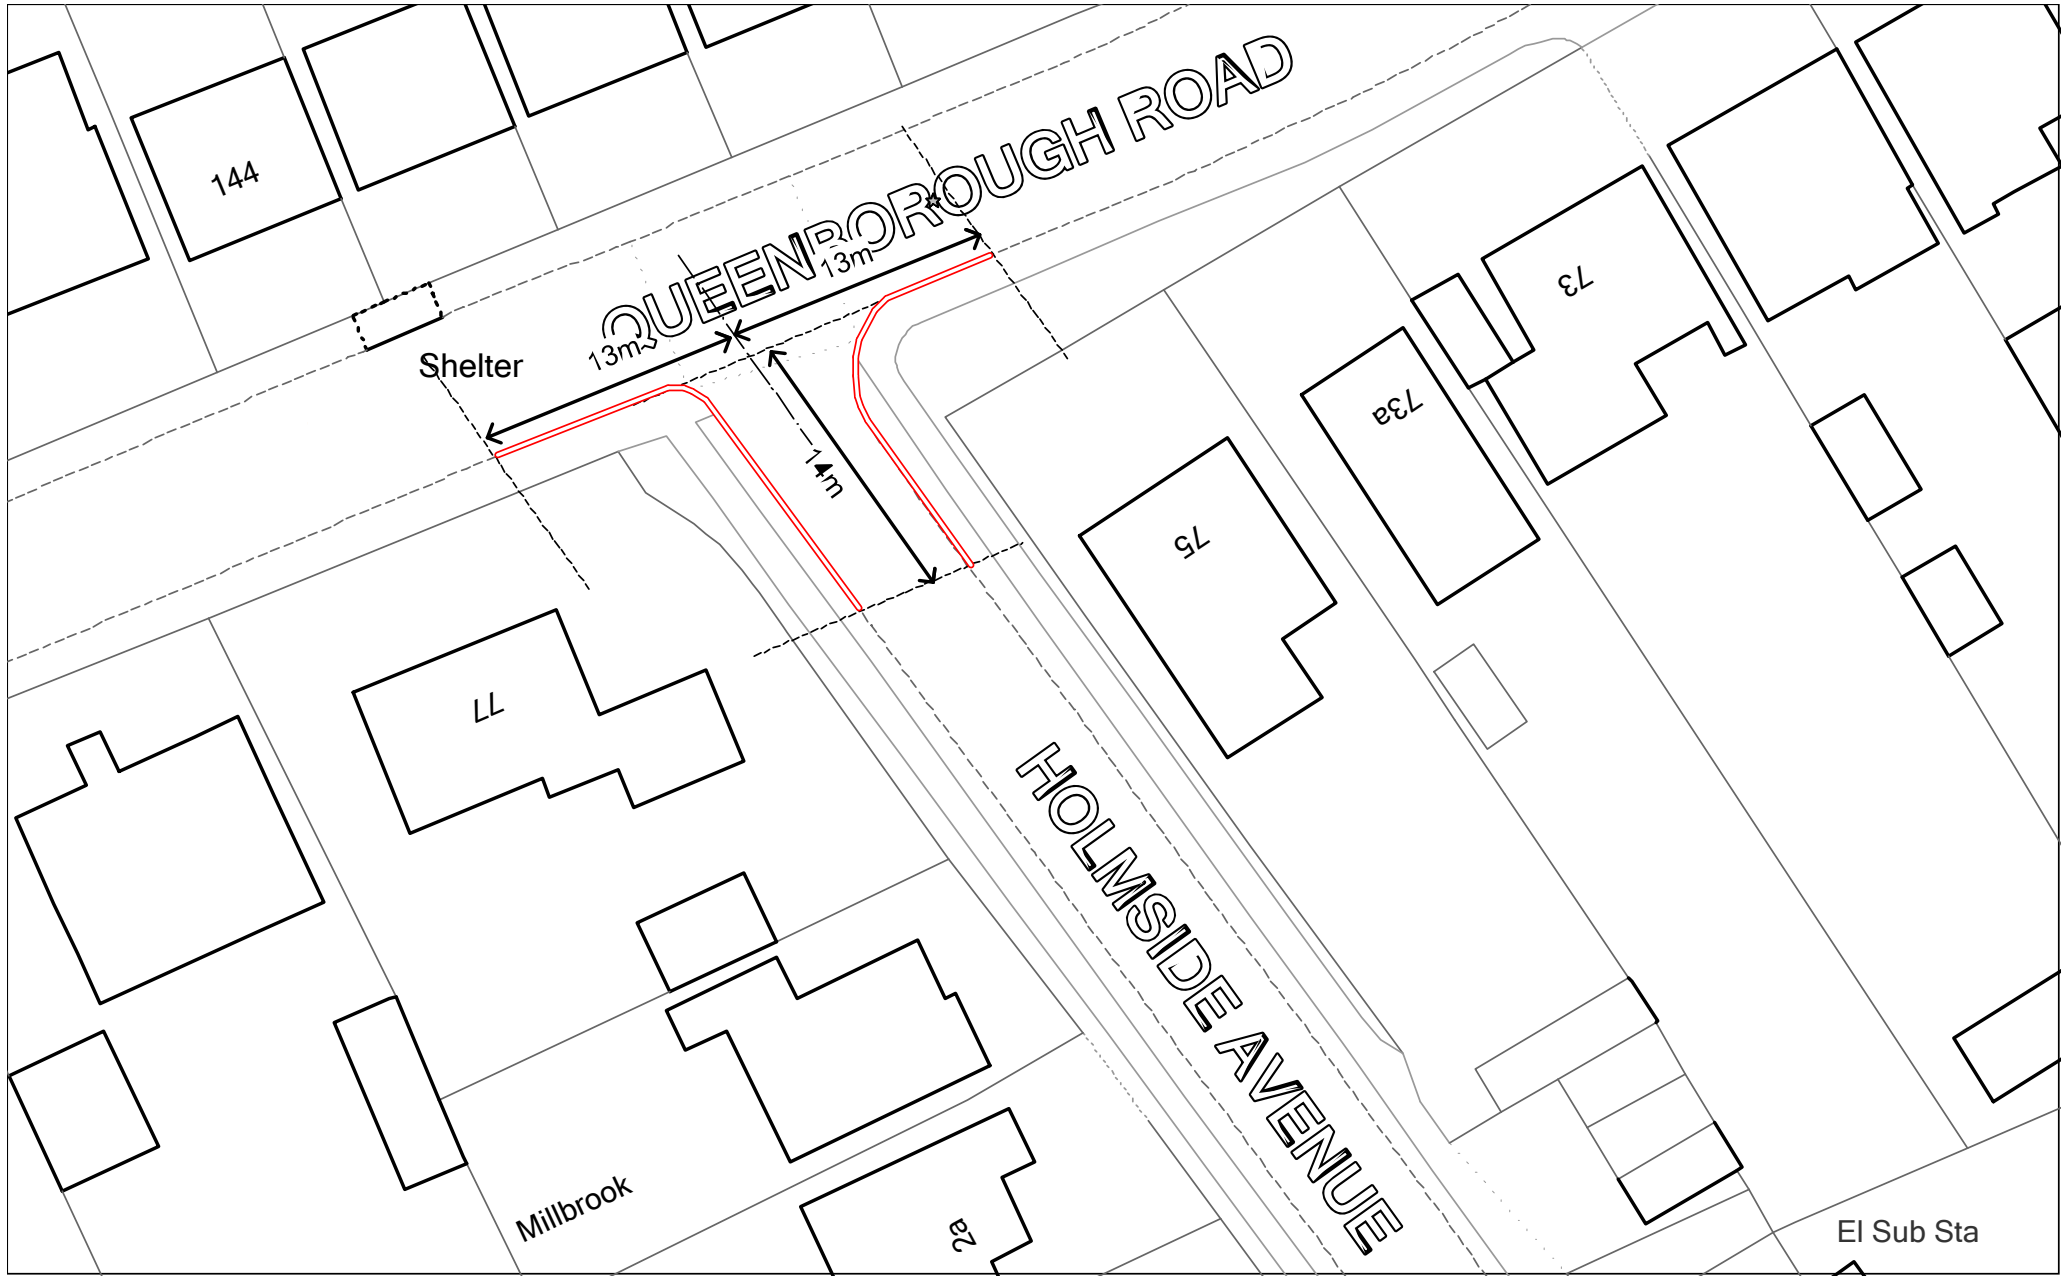 QUEENBOROUGH ROAD
144
13m
73
13m
Shelter
73a
14m
75
77
HOLMSIDE AVENUE
Millbrook
2a
El Sub Sta